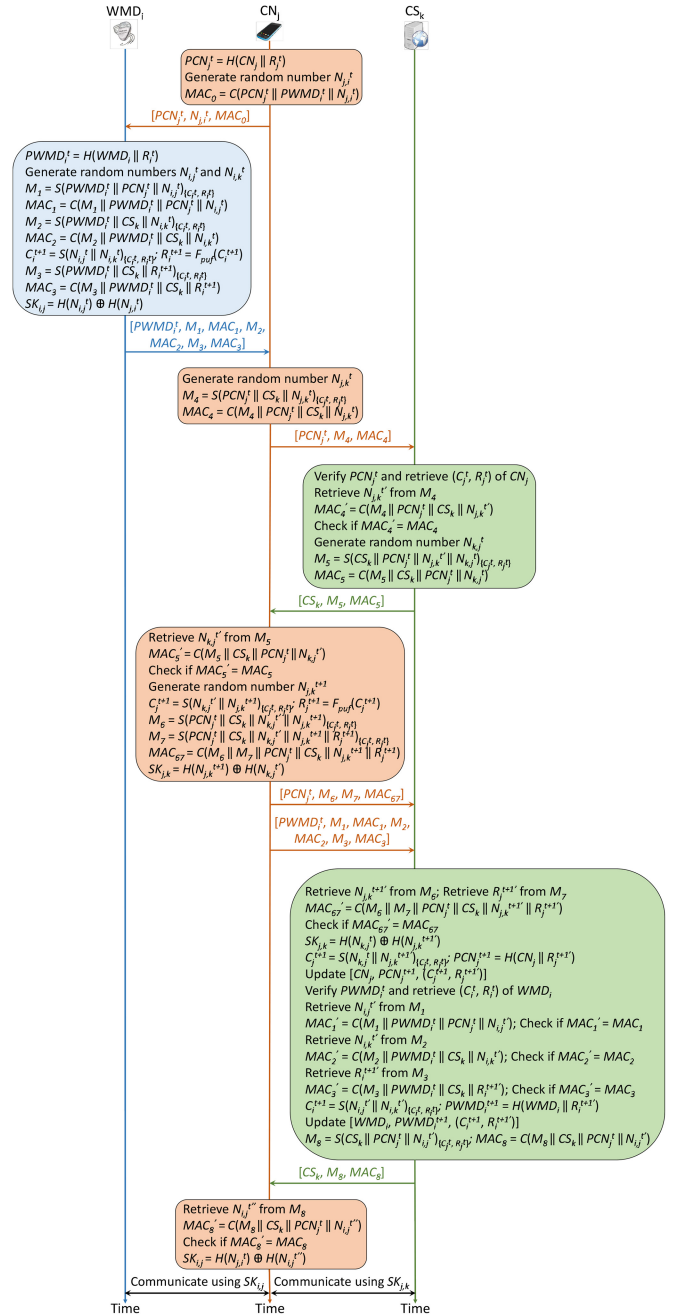 WMDᵢ CNⱼ CSₖ
PCNⱼᵗ = H(CNⱼ || Rⱼᵗ)
Generate random number Nⱼ,ᵢᵗ
MAC₀ = C(PCNⱼᵗ || PWMDᵢᵗ || Nⱼ,ᵢᵗ)
[PCNⱼᵗ, Nⱼ,ᵢᵗ, MAC₀]
PWMDᵢᵗ = H(WMDᵢ || Rᵢᵗ)
Generate random numbers Nᵢ,ⱼᵗ and Nᵢ,ₖᵗ
M₁ = S(PWMDᵢᵗ || PCNⱼᵗ || Nᵢ,ⱼᵗ){Cᵢᵗ, Rᵢᵗ}
MAC₁ = C(M₁ || PWMDᵢᵗ || PCNⱼᵗ || Nᵢ,ⱼᵗ)
M₂ = S(PWMDᵢᵗ || CSₖ || Nᵢ,ₖᵗ){Cᵢᵗ, Rᵢᵗ}
MAC₂ = C(M₂ || PWMDᵢᵗ || CSₖ || Nᵢ,ₖᵗ)
Cᵢᵗ⁺¹ = S(Nᵢ,ⱼᵗ || Nᵢ,ₖᵗ){Cᵢᵗ, Rᵢᵗ}; Rᵢᵗ⁺¹ = Fpuf(Cᵢᵗ⁺¹)
M₃ = S(PWMDᵢᵗ || CSₖ || Rᵢᵗ⁺¹){Cᵢᵗ, Rᵢᵗ}
MAC₃ = C(M₃ || PWMDᵢᵗ || CSₖ || Rᵢᵗ⁺¹)
SKᵢ,ⱼ = H(Nᵢ,ⱼᵗ) ⊕ H(Nⱼ,ᵢᵗ)
[PWMDᵢᵗ, M₁, MAC₁, M₂,
MAC₂, M₃, MAC₃]
Generate random number Nⱼ,ₖᵗ
M₄ = S(PCNⱼᵗ || CSₖ || Nⱼ,ₖᵗ){Cⱼᵗ, Rⱼᵗ}
MAC₄ = C(M₄ || PCNⱼᵗ || CSₖ || Nⱼ,ₖᵗ)
[PCNⱼᵗ, M₄, MAC₄]
Verify PCNⱼᵗ and retrieve (Cⱼᵗ, Rⱼᵗ) of CNⱼ
Retrieve Nⱼ,ₖᵗ′ from M₄
MAC₄′ = C(M₄ || PCNⱼᵗ || CSₖ || Nⱼ,ₖᵗ′)
Check if MAC₄′ = MAC₄
Generate random number Nₖ,ⱼᵗ
M₅ = S(CSₖ || PCNⱼᵗ || Nⱼ,ₖᵗ′ || Nₖ,ⱼᵗ){Cⱼᵗ, Rⱼᵗ}
MAC₅ = C(M₅ || CSₖ || PCNⱼᵗ || Nₖ,ⱼᵗ)
[CSₖ, M₅, MAC₅]
Retrieve Nₖ,ⱼᵗ′ from M₅
MAC₅′ = C(M₅ || CSₖ || PCNⱼᵗ || Nₖ,ⱼᵗ′)
Check if MAC₅′ = MAC₅
Generate random number Nⱼ,ₖᵗ⁺¹
Cⱼᵗ⁺¹ = S(Nₖ,ⱼᵗ′ || Nⱼ,ₖᵗ⁺¹){Cⱼᵗ, Rⱼᵗ}; Rⱼᵗ⁺¹ = Fpuf(Cⱼᵗ⁺¹)
M₆ = S(PCNⱼᵗ || CSₖ || Nₖ,ⱼᵗ′ || Nⱼ,ₖᵗ⁺¹){Cⱼᵗ, Rⱼᵗ}
M₇ = S(PCNⱼᵗ || CSₖ || Nₖ,ⱼᵗ′ || Nⱼ,ₖᵗ⁺¹ || Rⱼᵗ⁺¹){Cⱼᵗ, Rⱼᵗ}
MAC₆₇ = C(M₆ || M₇ || PCNⱼᵗ || CSₖ || Nⱼ,ₖᵗ⁺¹ || Rⱼᵗ⁺¹)
SKⱼ,ₖ = H(Nⱼ,ₖᵗ⁺¹) ⊕ H(Nₖ,ⱼᵗ′)
[PCNⱼᵗ, M₆, M₇, MAC₆₇]
[PWMDᵢᵗ, M₁, MAC₁, M₂,
MAC₂, M₃, MAC₃]
Retrieve Nⱼ,ₖᵗ⁺¹′ from M₆; Retrieve Rⱼᵗ⁺¹′ from M₇
MAC₆₇′ = C(M₆ || M₇ || PCNⱼᵗ || CSₖ || Nⱼ,ₖᵗ⁺¹′ || Rⱼᵗ⁺¹′)
Check if MAC₆₇′ = MAC₆₇
SKⱼ,ₖ = H(Nₖ,ⱼᵗ) ⊕ H(Nⱼ,ₖᵗ⁺¹′)
Cⱼᵗ⁺¹ = S(Nₖ,ⱼᵗ || Nⱼ,ₖᵗ⁺¹′){Cⱼᵗ, Rⱼᵗ}; PCNⱼᵗ⁺¹ = H(CNⱼ || Rⱼᵗ⁺¹′)
Update [CNⱼ, PCNⱼᵗ⁺¹, (Cⱼᵗ⁺¹, Rⱼᵗ⁺¹′)]
Verify PWMDᵢᵗ and retrieve (Cᵢᵗ, Rᵢᵗ) of WMDᵢ
Retrieve Nᵢ,ⱼᵗ′ from M₁
MAC₁′ = C(M₁ || PWMDᵢᵗ || PCNⱼᵗ || Nᵢ,ⱼᵗ′); Check if MAC₁′ = MAC₁
Retrieve Nᵢ,ₖᵗ′ from M₂
MAC₂′ = C(M₂ || PWMDᵢᵗ || CSₖ || Nᵢ,ₖᵗ′); Check if MAC₂′ = MAC₂
Retrieve Rᵢᵗ⁺¹′ from M₃
MAC₃′ = C(M₃ || PWMDᵢᵗ || CSₖ || Rᵢᵗ⁺¹′); Check if MAC₃′ = MAC₃
Cᵢᵗ⁺¹ = S(Nᵢ,ⱼᵗ′ || Nᵢ,ₖᵗ′){Cᵢᵗ, Rᵢᵗ}; PWMDᵢᵗ⁺¹ = H(WMDᵢ || Rᵢᵗ⁺¹′)
Update [WMDᵢ, PWMDᵢᵗ⁺¹, (Cᵢᵗ⁺¹, Rᵢᵗ⁺¹′)]
M₈ = S(CSₖ || PCNⱼᵗ || Nᵢ,ⱼᵗ′){Cⱼᵗ, Rⱼᵗ}; MAC₈ = C(M₈ || CSₖ || PCNⱼᵗ || Nᵢ,ⱼᵗ′)
[CSₖ, M₈, MAC₈]
Retrieve Nᵢ,ⱼᵗ″ from M₈
MAC₈′ = C(M₈ || CSₖ || PCNⱼᵗ || Nᵢ,ⱼᵗ″)
Check if MAC₈′ = MAC₈
SKᵢ,ⱼ = H(Nⱼ,ᵢᵗ) ⊕ H(Nᵢ,ⱼᵗ″)
Communicate using SKᵢ,ⱼ Communicate using SKⱼ,ₖ
Time Time Time